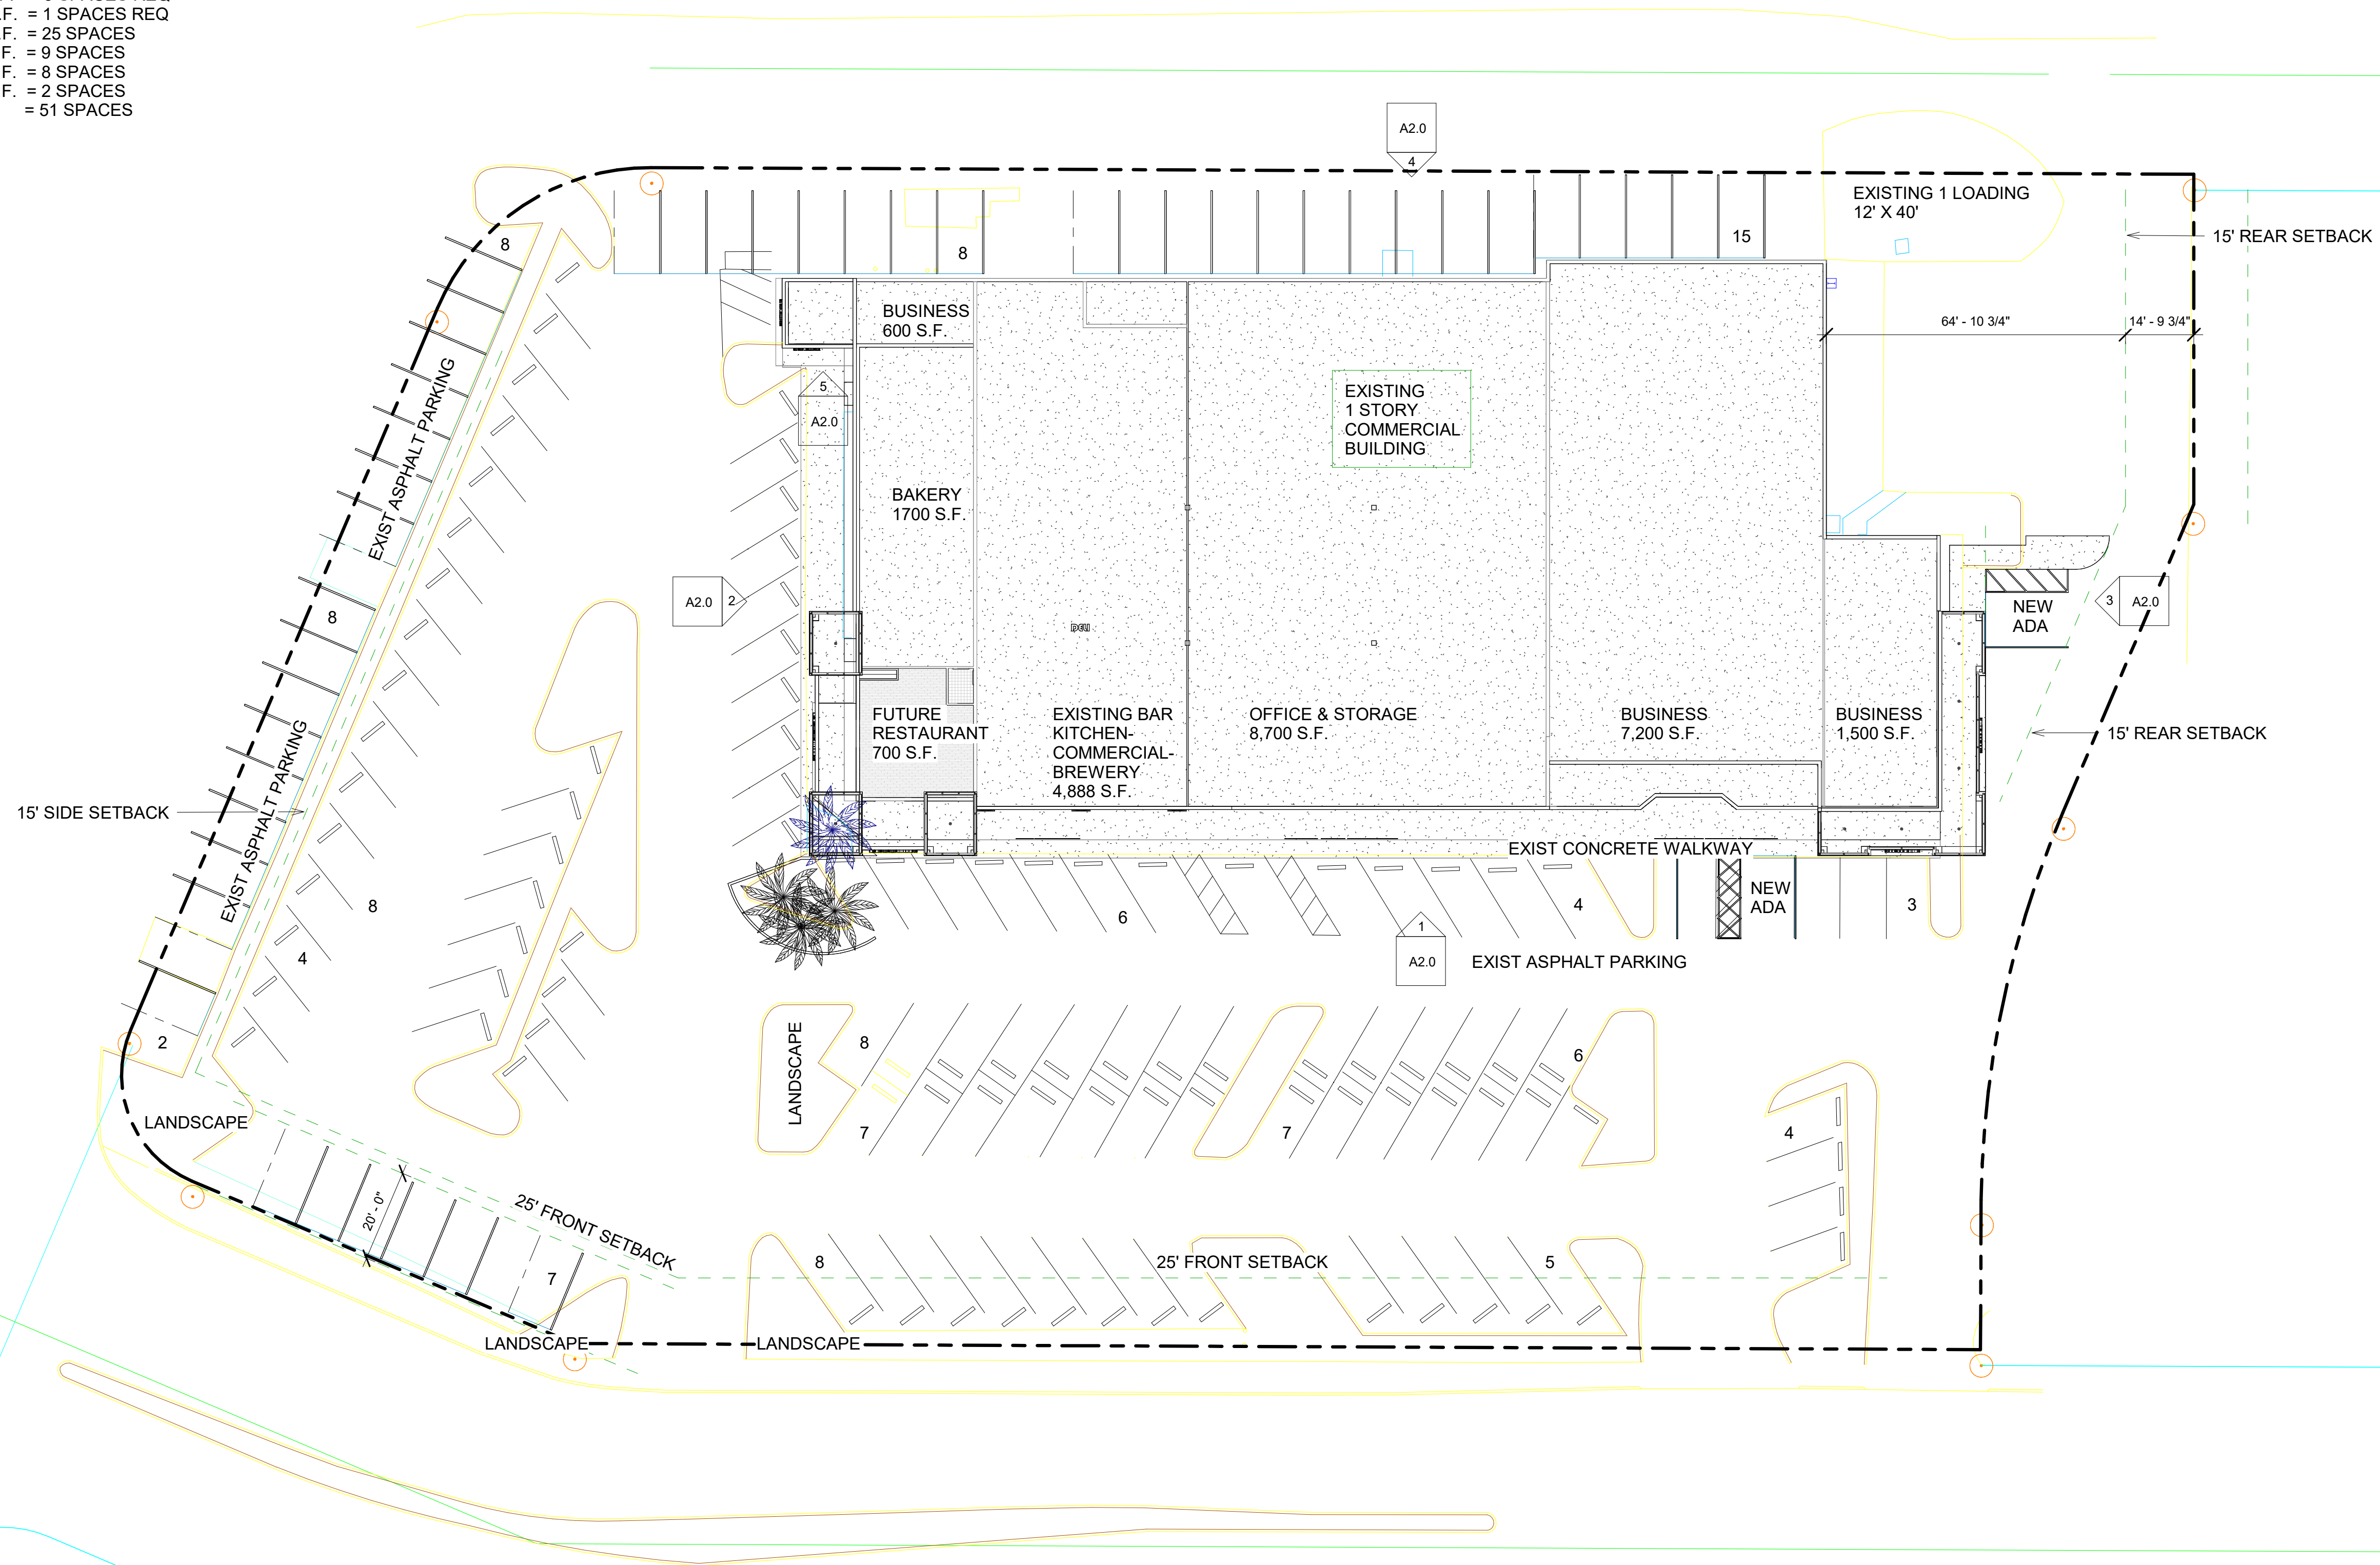 .F. = 1 SPACES REQ
.F. = 25 SPACES
F. = 9 SPACES
F. = 8 SPACES
F. = 2 SPACES
= 51 SPACES
A2.0
4
EXISTING 1 LOADING
12' X 40'
15' REAR SETBACK
8
8
15
64' - 10 3/4"
14' - 9 3/4"
BUSINESS
600 S.F.
EXIST ASPHALT PARKING
5
A2.0
EXISTING
1 STORY
COMMERCIAL
BUILDING
BAKERY
1700 S.F.
8
A2.0
2
DELI
NEW
ADA
3
A2.0
FUTURE
RESTAURANT
700 S.F.
EXISTING BAR
KITCHEN-
COMMERCIAL-
BREWERY
4,888 S.F.
OFFICE & STORAGE
8,700 S.F.
BUSINESS
7,200 S.F.
BUSINESS
1,500 S.F.
15' REAR SETBACK
15' SIDE SETBACK
EXIST ASPHALT PARKING
EXIST CONCRETE WALKWAY
8
4
6
4
NEW
ADA
3
1
A2.0
EXIST ASPHALT PARKING
2
LANDSCAPE
LANDSCAPE
8
7
7
6
4
20' - 0"
25' FRONT SETBACK
7
8
25' FRONT SETBACK
5
LANDSCAPE
LANDSCAPE